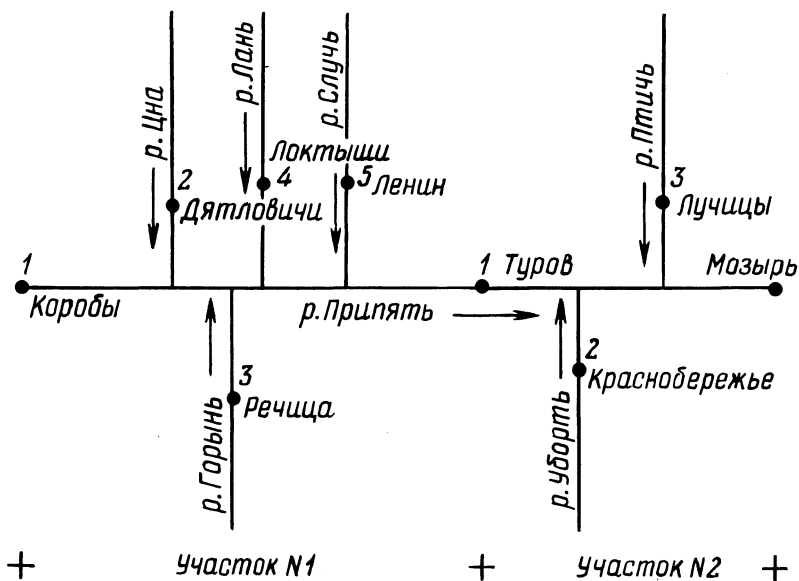 р. Цна
р. Лань
р. Случь
р. Птичь
2
Дятловичи
Локтыши
4
5
Ленин
3
Лучицы
1
Коробы
р. Припять
1
Туров
Мозырь
3
Речица
р. Горынь
2
Краснобережье
р. Уборть
Участок N1
Участок N2